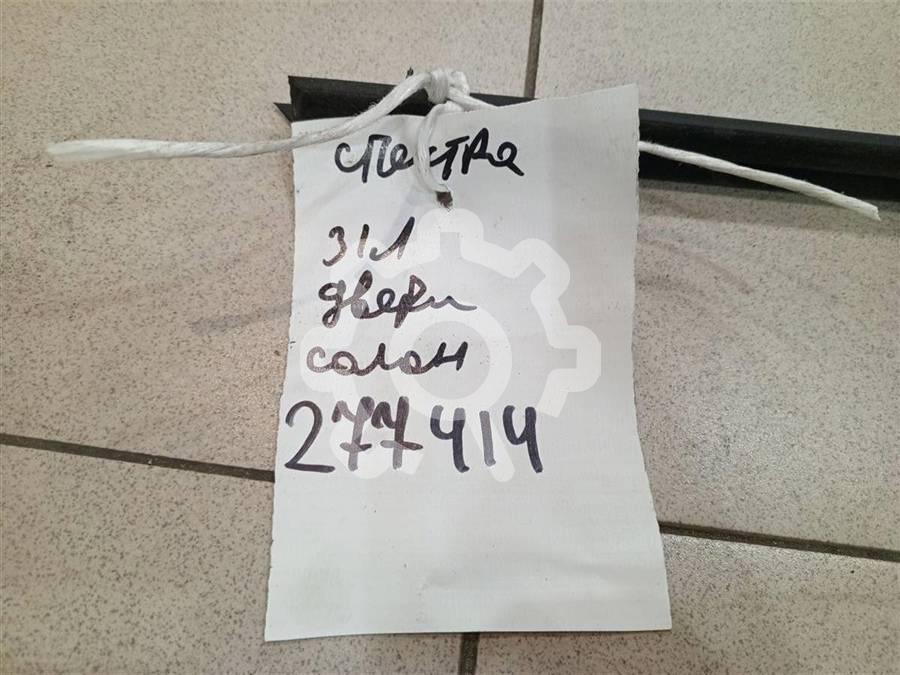 спектра
з/л
двери
салон
277414